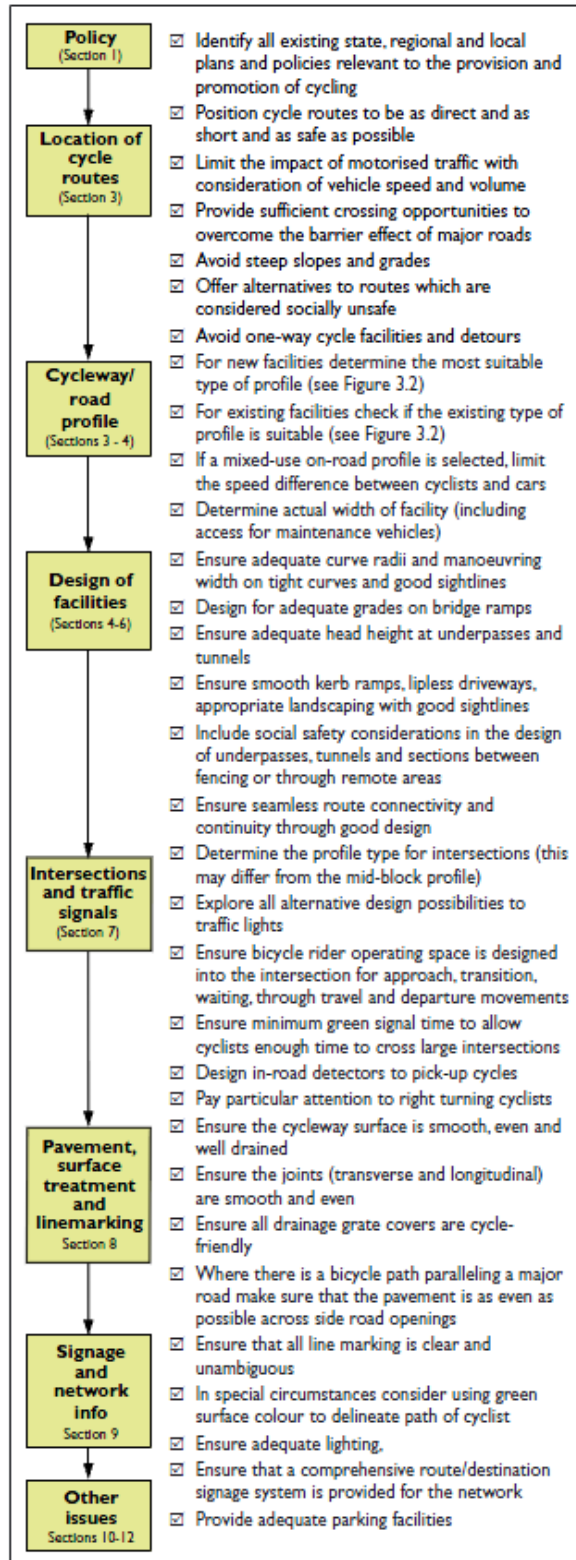 Policy
(Section 1)
☑ Identify all existing state, regional and local
plans and policies relevant to the provision and
promotion of cycling
Location of
cycle
routes
(Section 3)
☑ Position cycle routes to be as direct and as
short and as safe as possible
☑ Limit the impact of motorised traffic with
consideration of vehicle speed and volume
☑ Provide sufficient crossing opportunities to
overcome the barrier effect of major roads
☑ Avoid steep slopes and grades
☑ Offer alternatives to routes which are
considered socially unsafe
☑ Avoid one-way cycle facilities and detours
Cycleway/
road
profile
(Sections 3 - 4)
☑ For new facilities determine the most suitable
type of profile (see Figure 3.2)
☑ For existing facilities check if the existing type of
profile is suitable (see Figure 3.2)
☑ If a mixed-use on-road profile is selected, limit
the speed difference between cyclists and cars
☑ Determine actual width of facility (including
access for maintenance vehicles)
Design of
facilities
(Sections 4-6)
☑ Ensure adequate curve radii and manoeuvring
width on tight curves and good sightlines
☑ Design for adequate grades on bridge ramps
☑ Ensure adequate head height at underpasses and
tunnels
☑ Ensure smooth kerb ramps, lipless driveways,
appropriate landscaping with good sightlines
☑ Include social safety considerations in the design
of underpasses, tunnels and sections between
fencing or through remote areas
☑ Ensure seamless route connectivity and
continuity through good design
Intersections
and traffic
signals
(Section 7)
☑ Determine the profile type for intersections (this
may differ from the mid-block profile)
☑ Explore all alternative design possibilities to
traffic lights
☑ Ensure bicycle rider operating space is designed
into the intersection for approach, transition,
waiting, through travel and departure movements
☑ Ensure minimum green signal time to allow
cyclists enough time to cross large intersections
☑ Design in-road detectors to pick-up cycles
☑ Pay particular attention to right turning cyclists
Pavement,
surface
treatment
and
linemarking
Section 8
☑ Ensure the cycleway surface is smooth, even and
well drained
☑ Ensure the joints (transverse and longitudinal)
are smooth and even
☑ Ensure all drainage grate covers are cycle-
friendly
☑ Where there is a bicycle path paralleling a major
road make sure that the pavement is as even as
possible across side road openings
☑ Ensure that all line marking is clear and
unambiguous
☑ In special circumstances consider using green
surface colour to delineate path of cyclist
Signage
and
network
info
Section 9
☑ Ensure adequate lighting,
☑ Ensure that a comprehensive route/destination
signage system is provided for the network
Other
issues
Sections 10-12
☑ Provide adequate parking facilities